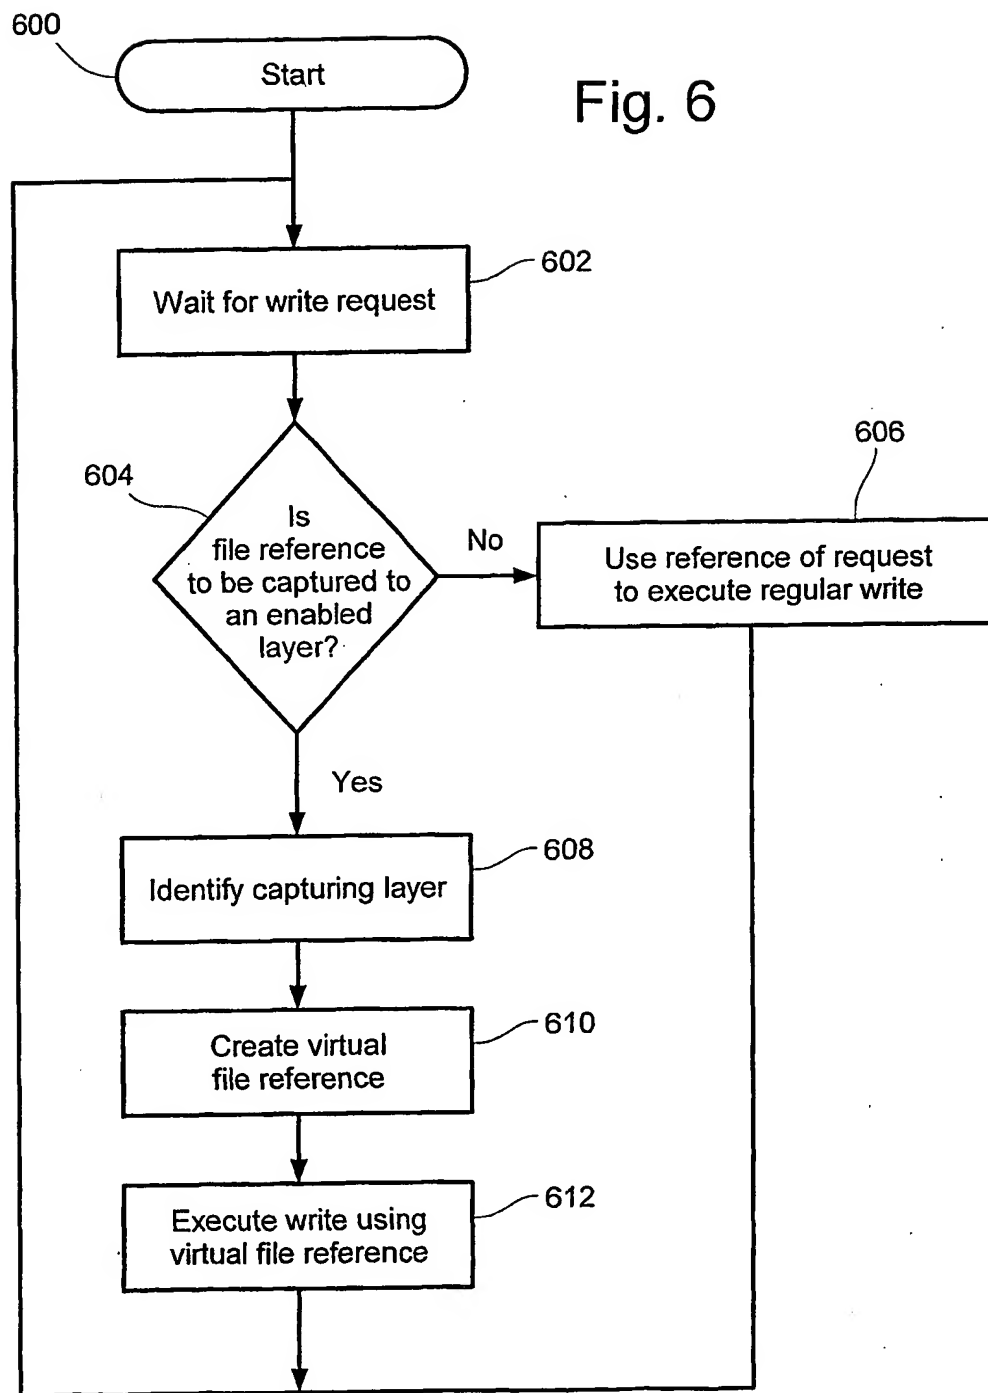 600
Start
Fig. 6
602
Wait for write request
604
Is
file reference
to be captured to
an enabled
layer?
No
606
Use reference of request
to execute regular write
Yes
608
Identify capturing layer
610
Create virtual
file reference
612
Execute write using
virtual file reference